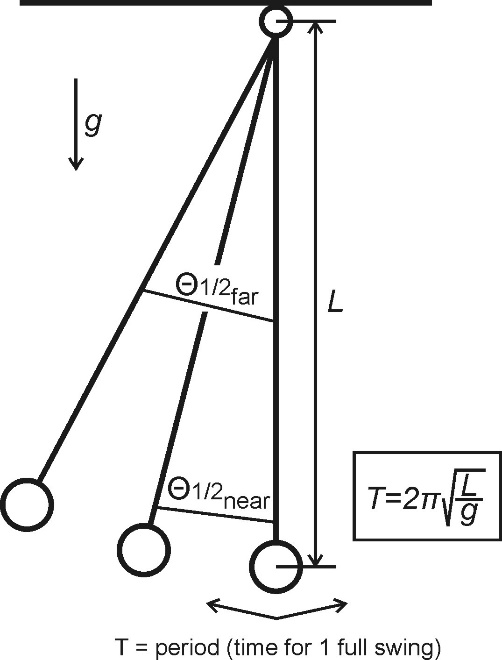 g
Θ1/2far
L
Θ1/2near
T=2π√L/g
T = period (time for 1 full swing)